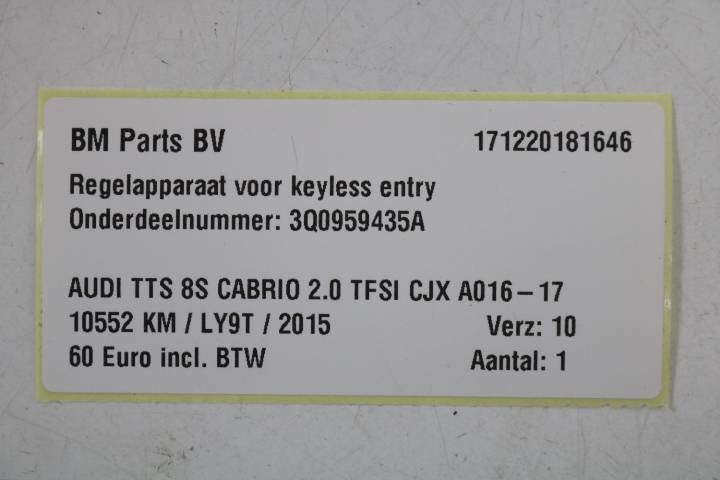 BM Parts BV 171220181646
Regelapparaat voor keyless entry
Onderdeelnummer: 3Q0959435A
AUDI TTS 8S CABRIO 2.0 TFSI CJX A016-17
10552 KM / LY9T / 2015 Verz: 10
60 Euro incl. BTW Aantal: 1